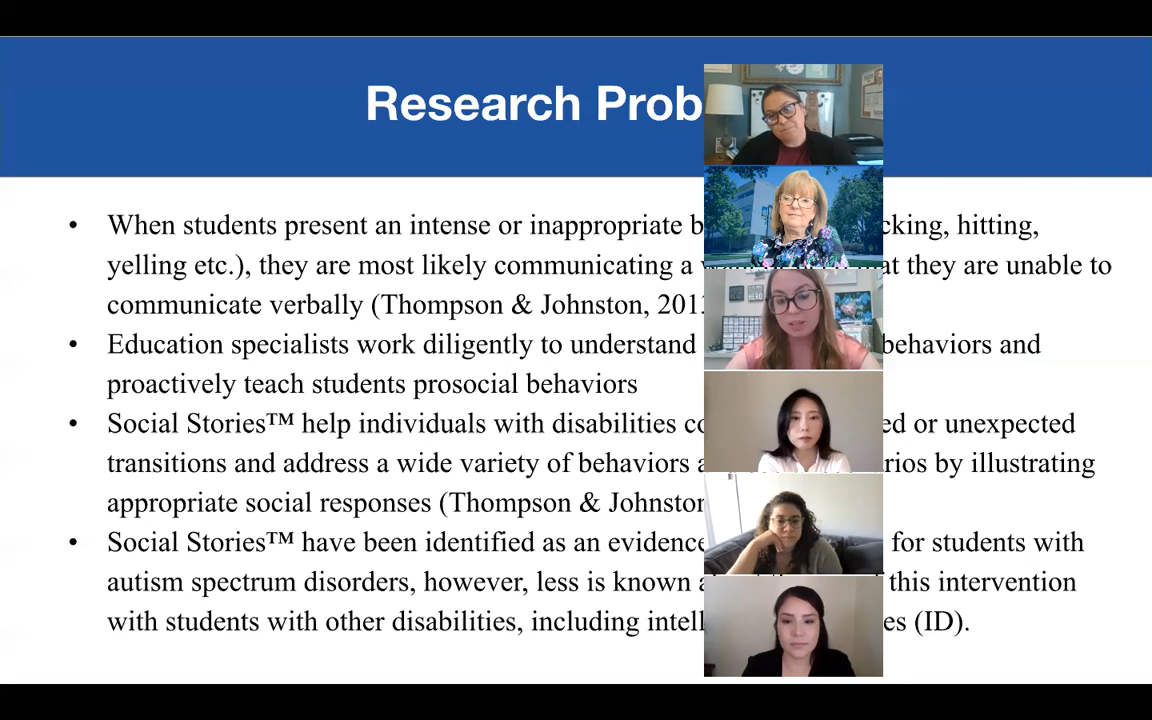 Research Prob
• When students present an intense or inappropriate b cking, hitting,
yelling etc.), they are most likely communicating a at they are unable to
communicate verbally (Thompson & Johnston, 201
• Education specialists work diligently to understand behaviors and
proactively teach students prosocial behaviors
• Social Stories™ help individuals with disabilities co ed or unexpected
transitions and address a wide variety of behaviors a rios by illustrating
appropriate social responses (Thompson & Johnston
• Social Stories™ have been identified as an evidence for students with
autism spectrum disorders, however, less is known a this intervention
with students with other disabilities, including intell es (ID).